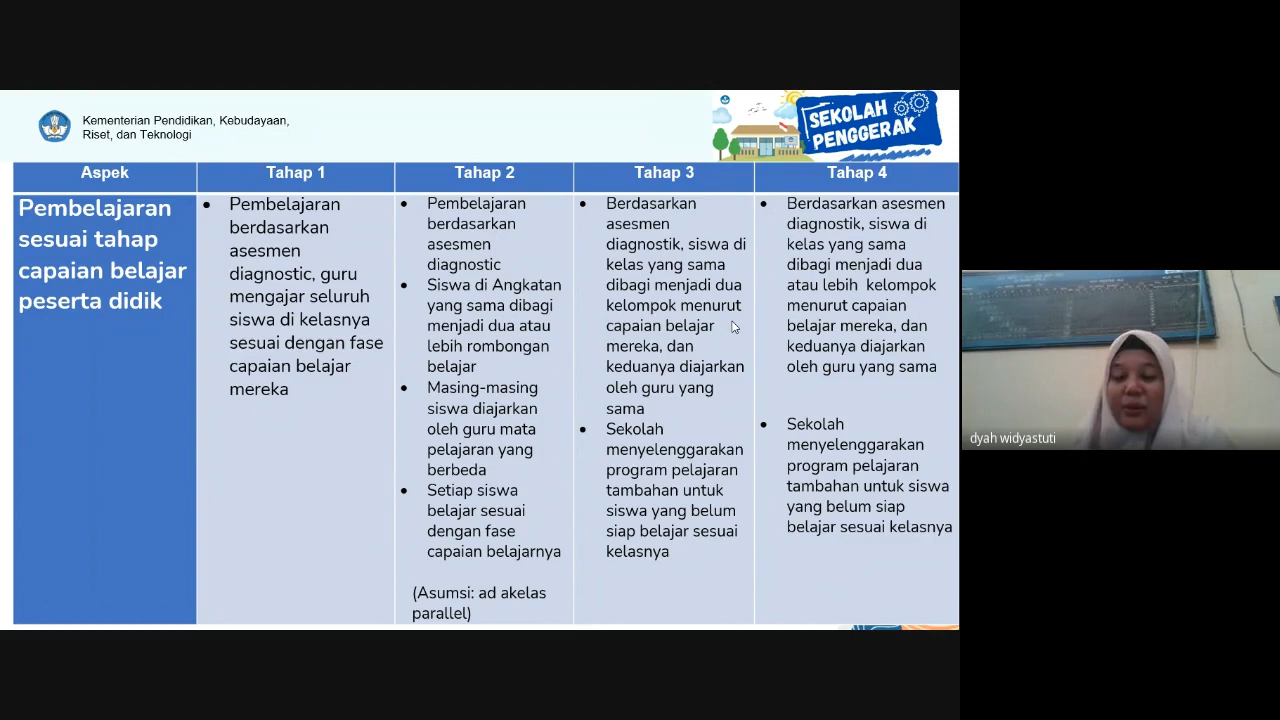 Kementerian Pendidikan, Kebudayaan,
Riset, dan Teknologi
SEKOLAH
PENGGERAK
Aspek
Tahap 1
Tahap 2
Tahap 3
Tahap 4
Pembelajaran
sesuai tahap
capaian belajar
peserta didik
• Pembelajaran
berdasarkan
asesmen
diagnostic, guru
mengajar seluruh
siswa di kelasnya
sesuai dengan fase
capaian belajar
mereka
• Pembelajaran
berdasarkan
asesmen
diagnostic
• Siswa di Angkatan
yang sama dibagi
menjadi dua atau
lebih rombongan
belajar
• Masing-masing
siswa diajarkan
oleh guru mata
pelajaran yang
berbeda
• Setiap siswa
belajar sesuai
dengan fase
capaian belajarnya
(Asumsi: ad akelas
parallel)
• Berdasarkan
asesmen
diagnostik, siswa di
kelas yang sama
dibagi menjadi dua
kelompok menurut
capaian belajar
mereka, dan
keduanya diajarkan
oleh guru yang
sama
• Sekolah
menyelenggarakan
program pelajaran
tambahan untuk
siswa yang belum
siap belajar sesuai
kelasnya
• Berdasarkan asesmen
diagnostik, siswa di
kelas yang sama
dibagi menjadi dua
atau lebih kelompok
menurut capaian
belajar mereka, dan
keduanya diajarkan
oleh guru yang sama
• Sekolah
menyelenggarakan
program pelajaran
tambahan untuk siswa
yang belum siap
belajar sesuai kelasnya
dyah widyastuti